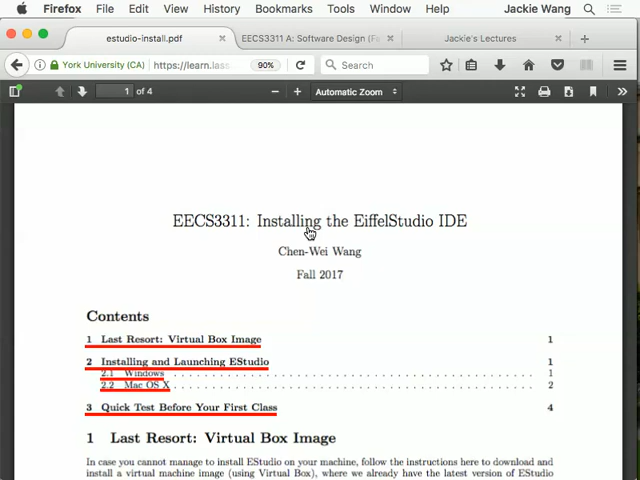 Firefox File Edit View History Bookmarks Tools Window Help Jackie Wang
estudio-install.pdf × EECS3311 A: Software Design (F × Jackie's Lectures × +
York University (CA) https://learn.lass 90% Search
1 of 4 − + Automatic Zoom
EECS3311: Installing the EiffelStudio IDE
Chen-Wei Wang
Fall 2017
Contents
1 Last Resort: Virtual Box Image 1
2 Installing and Launching EStudio 1
2.1 Windows . . . . . . . . . . . . . . . . . . . . . . . . . . . . . . 1
2.2 Mac OS X . . . . . . . . . . . . . . . . . . . . . . . . . . . . . . 2
3 Quick Test Before Your First Class 4
1 Last Resort: Virtual Box Image
In case you cannot manage to install EStudio on your machine, follow the instructions here to download and
install a virtual machine image (using Virtual Box), where we already have the latest version of EStudio